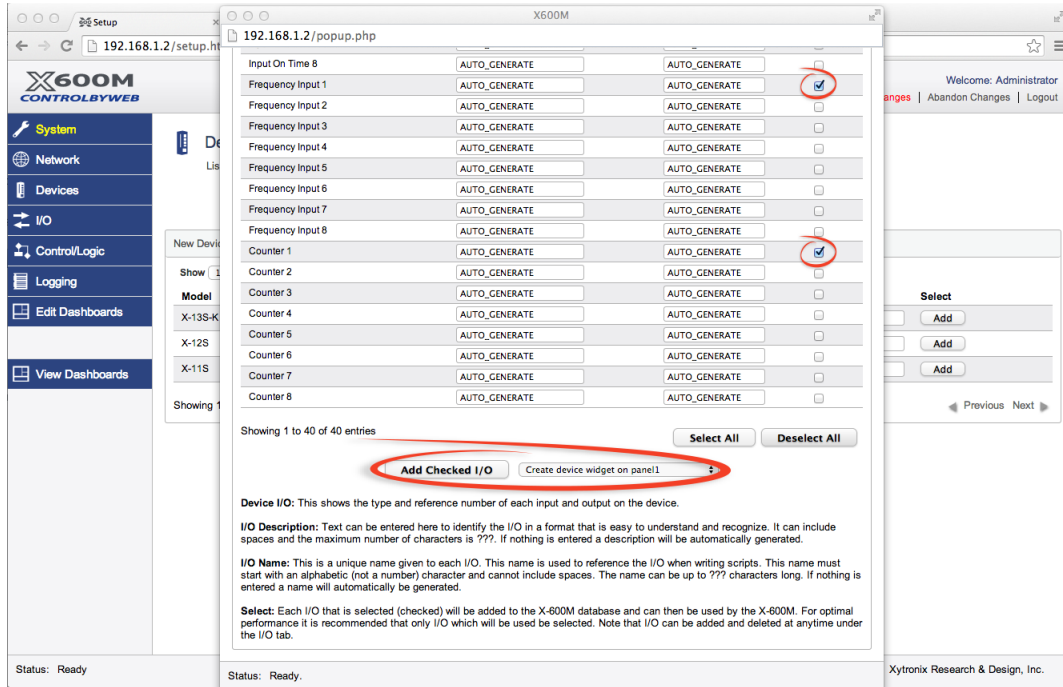 Setup
X600M
192.168.1.2/setup.ht
192.168.1.2/popup.php
X600M
CONTROLBYWEB
Welcome: Administrator
anges | Abandon Changes | Logout
System
Network
Devices
I/O
Control/Logic
Logging
Edit Dashboards
View Dashboards
De
Lis
New Devic
Show 1
Model
X-13S-K
X-12S
X-11S
Showing 1
Input On Time 8 AUTO_GENERATE AUTO_GENERATE
Frequency Input 1 AUTO_GENERATE AUTO_GENERATE
Frequency Input 2 AUTO_GENERATE AUTO_GENERATE
Frequency Input 3 AUTO_GENERATE AUTO_GENERATE
Frequency Input 4 AUTO_GENERATE AUTO_GENERATE
Frequency Input 5 AUTO_GENERATE AUTO_GENERATE
Frequency Input 6 AUTO_GENERATE AUTO_GENERATE
Frequency Input 7 AUTO_GENERATE AUTO_GENERATE
Frequency Input 8 AUTO_GENERATE AUTO_GENERATE
Counter 1 AUTO_GENERATE AUTO_GENERATE
Counter 2 AUTO_GENERATE AUTO_GENERATE
Counter 3 AUTO_GENERATE AUTO_GENERATE
Counter 4 AUTO_GENERATE AUTO_GENERATE
Counter 5 AUTO_GENERATE AUTO_GENERATE
Counter 6 AUTO_GENERATE AUTO_GENERATE
Counter 7 AUTO_GENERATE AUTO_GENERATE
Counter 8 AUTO_GENERATE AUTO_GENERATE
Showing 1 to 40 of 40 entries
Select All Deselect All
Add Checked I/O Create device widget on panel1
Device I/O: This shows the type and reference number of each input and output on the device.
I/O Description: Text can be entered here to identify the I/O in a format that is easy to understand and recognize. It can include
spaces and the maximum number of characters is ???. If nothing is entered a description will be automatically generated.
I/O Name: This is a unique name given to each I/O. This name is used to reference the I/O when writing scripts. This name must
start with an alphabetic (not a number) character and cannot include spaces. The name can be up to ??? characters long. If nothing is
entered a name will automatically be generated.
Select: Each I/O that is selected (checked) will be added to the X-600M database and can then be used by the X-600M. For optimal
performance it is recommended that only I/O which will be used be selected. Note that I/O can be added and deleted at anytime under
the I/O tab.
Select
Add
Add
Add
Previous Next
Status: Ready
Status: Ready.
Xytronix Research & Design, Inc.